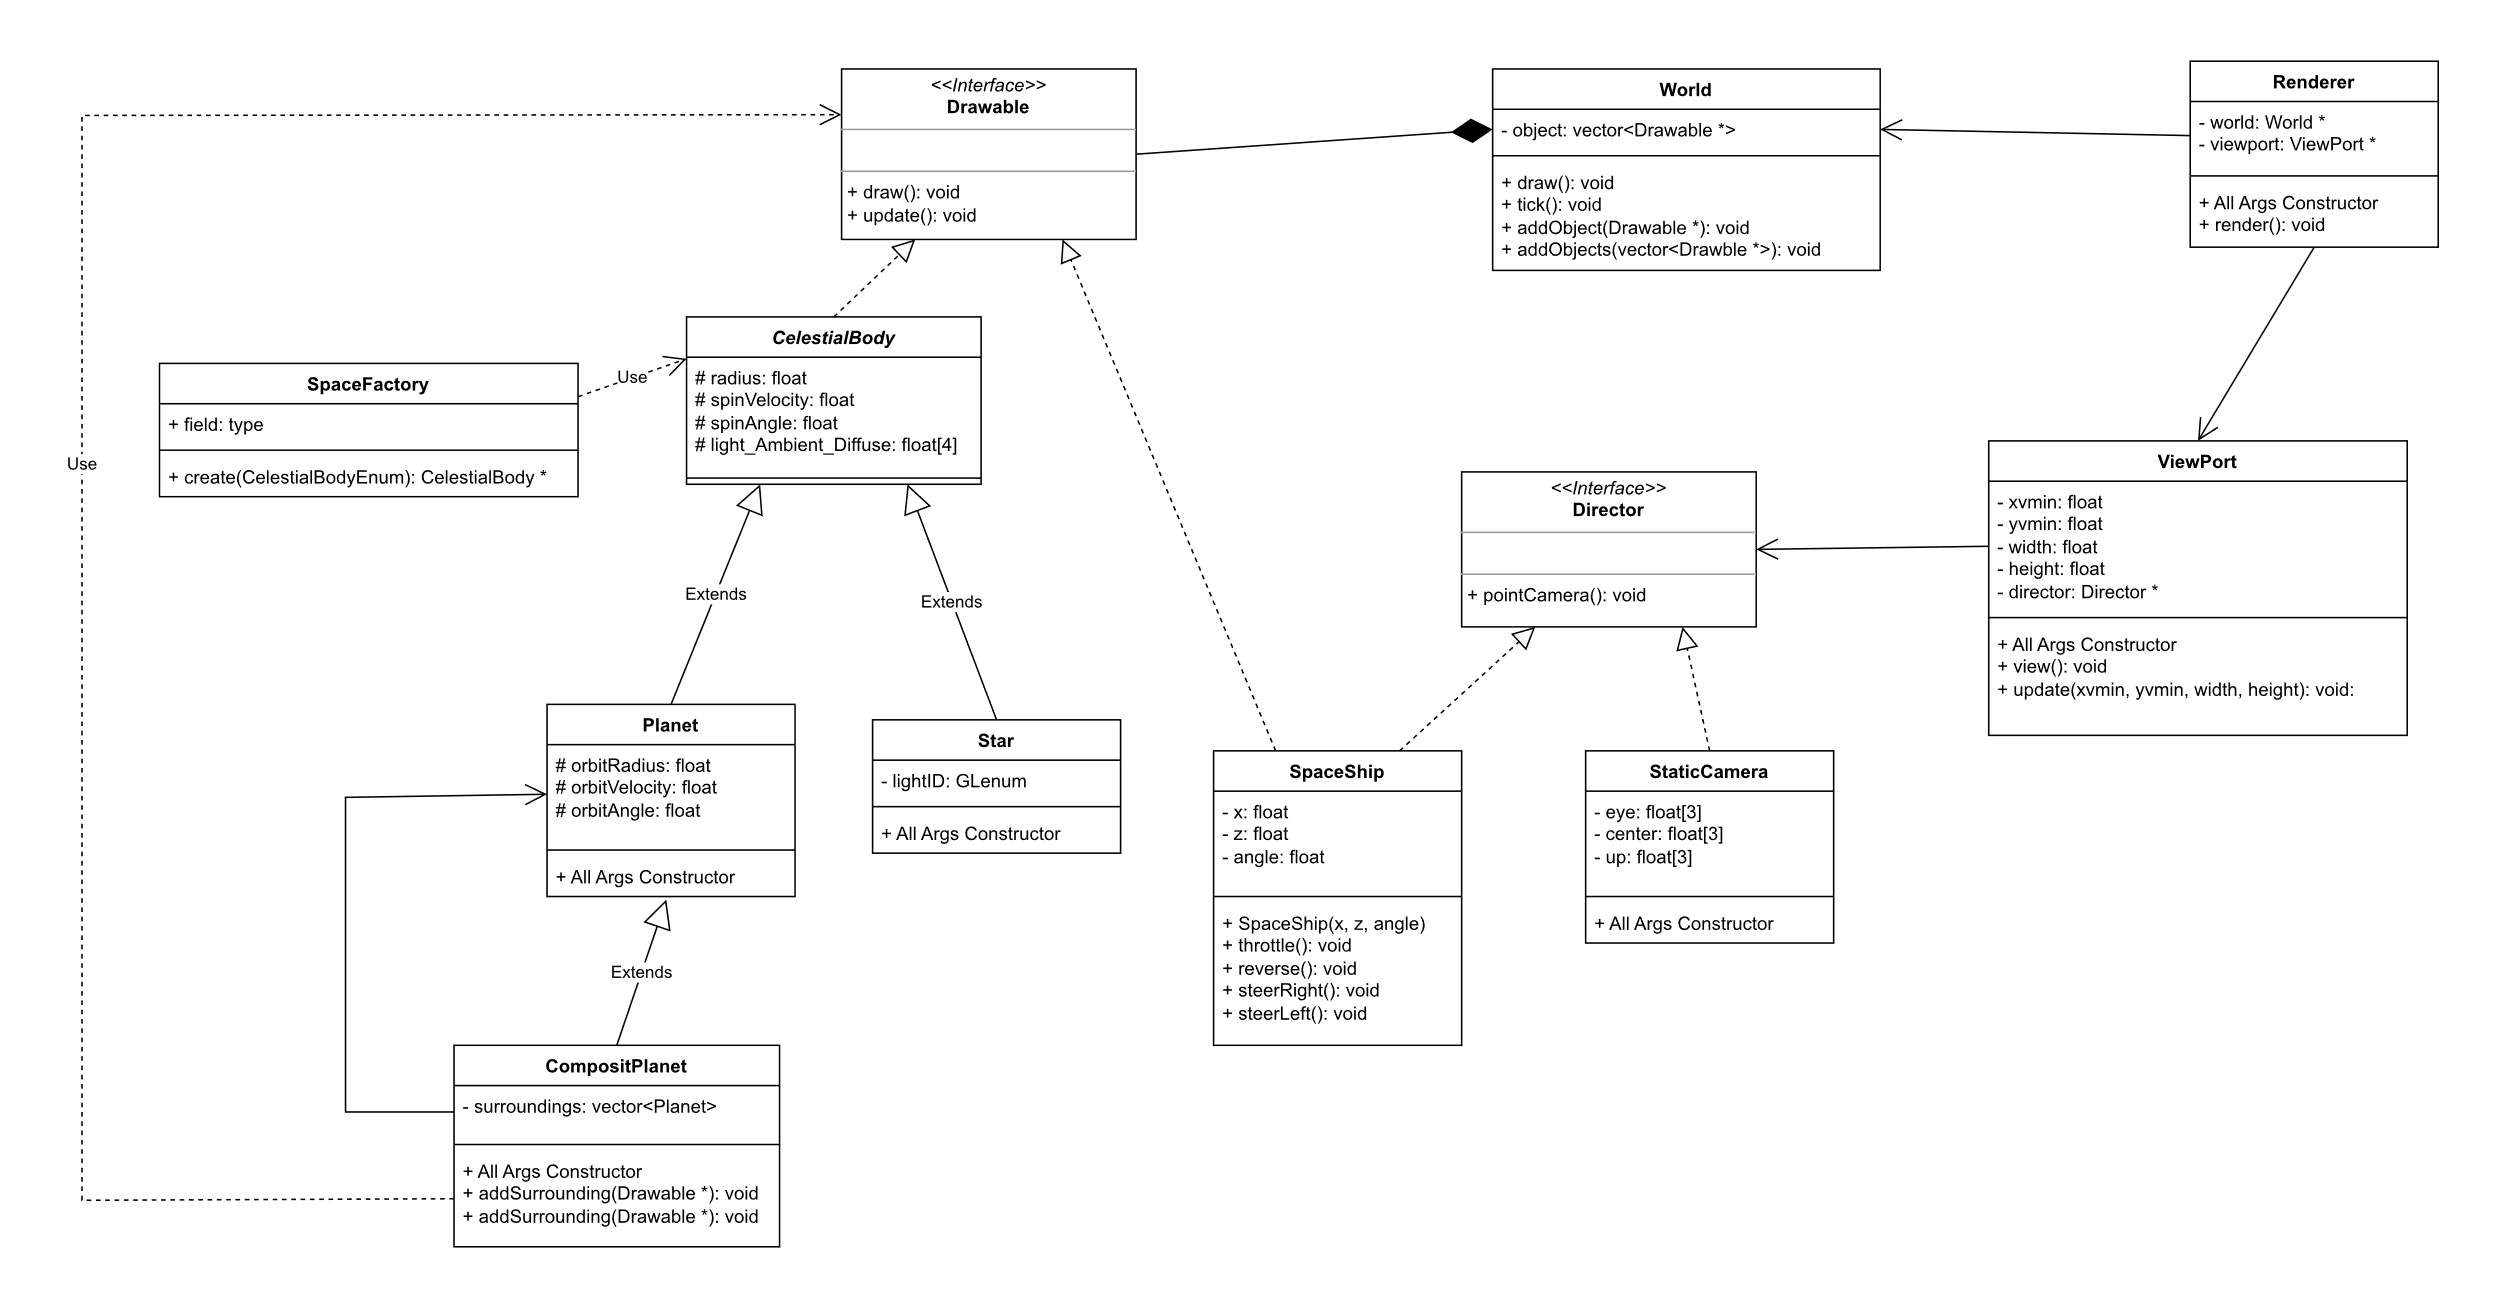 <<Interface>>
Drawable
+ draw(): void
+ update(): void
World
- object: vector<Drawable *>
+ draw(): void
+ tick(): void
+ addObject(Drawable *): void
+ addObjects(vector<Drawble *>): void
Renderer
- world: World *
- viewport: ViewPort *
+ All Args Constructor
+ render(): void
CelestialBody
# radius: float
# spinVelocity: float
# spinAngle: float
# light_Ambient_Diffuse: float[4]
Use
SpaceFactory
+ field: type
+ create(CelestialBodyEnum): CelestialBody *
Use
<<Interface>>
Director
+ pointCamera(): void
ViewPort
- xvmin: float
- yvmin: float
- width: float
- height: float
- director: Director *
+ All Args Constructor
+ view(): void
+ update(xvmin, yvmin, width, height): void:
Extends
Extends
Planet
# orbitRadius: float
# orbitVelocity: float
# orbitAngle: float
+ All Args Constructor
Star
- lightID: GLenum
+ All Args Constructor
SpaceShip
- x: float
- z: float
- angle: float
+ SpaceShip(x, z, angle)
+ throttle(): void
+ reverse(): void
+ steerRight(): void
+ steerLeft(): void
StaticCamera
- eye: float[3]
- center: float[3]
- up: float[3]
+ All Args Constructor
Extends
CompositPlanet
- surroundings: vector<Planet>
+ All Args Constructor
+ addSurrounding(Drawable *): void
+ addSurrounding(Drawable *): void